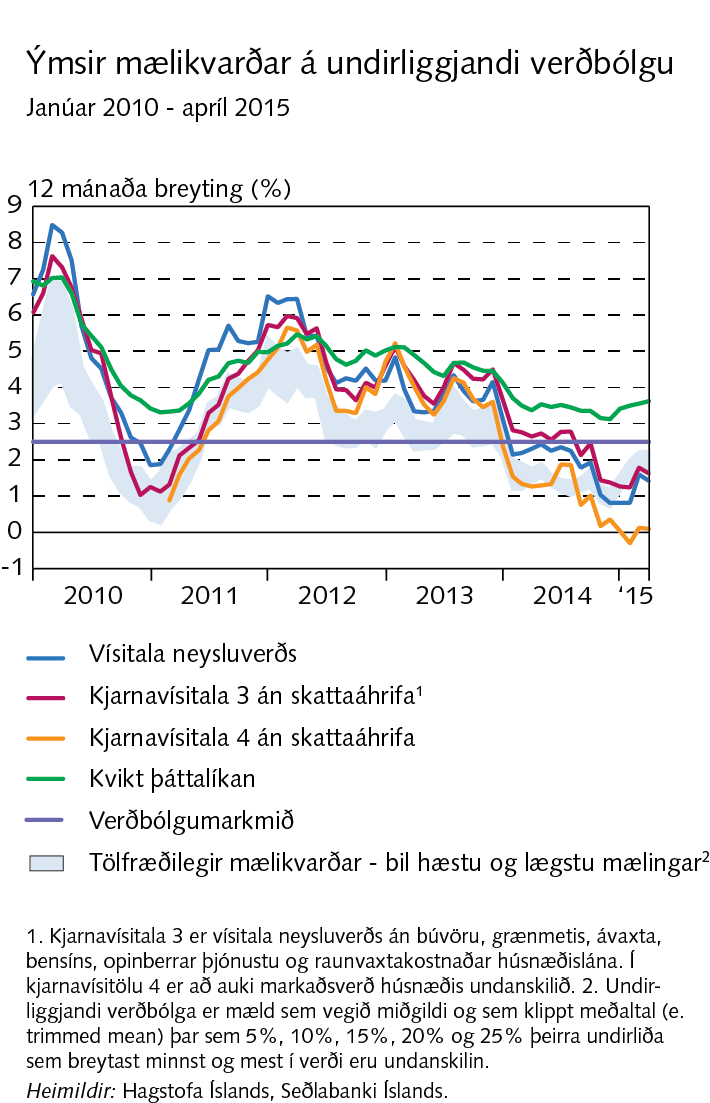 Ýmsir mælikvarðar á undirliggjandi verðbólgu
Janúar 2010 - apríl 2015
12 mánaða breyting (%)
9
8
7
6
5
4
3
2
1
0
-1
2010 2011 2012 2013 2014 ‘15
Vísitala neysluverðs
Kjarnavísitala 3 án skattaáhrifa¹
Kjarnavísitala 4 án skattaáhrifa
Kvikt þáttalíkan
Verðbólgumarkmið
Tölfræðilegir mælikvarðar - bil hæstu og lægstu mælingar²
1. Kjarnavísitala 3 er vísitala neysluverðs án búvöru, grænmetis, ávaxta,
bensíns, opinberrar þjónustu og raunvaxtakostnaðar húsnæðislána. Í
kjarnavísitölu 4 er að auki markaðsverð húsnæðis undanskilið. 2. Undir-
liggjandi verðbólga er mæld sem vegið miðgildi og sem klippt meðaltal (e.
trimmed mean) þar sem 5%, 10%, 15%, 20% og 25% þeirra undirliða
sem breytast minnst og mest í verði eru undanskilin.
Heimildir: Hagstofa Íslands, Seðlabanki Íslands.